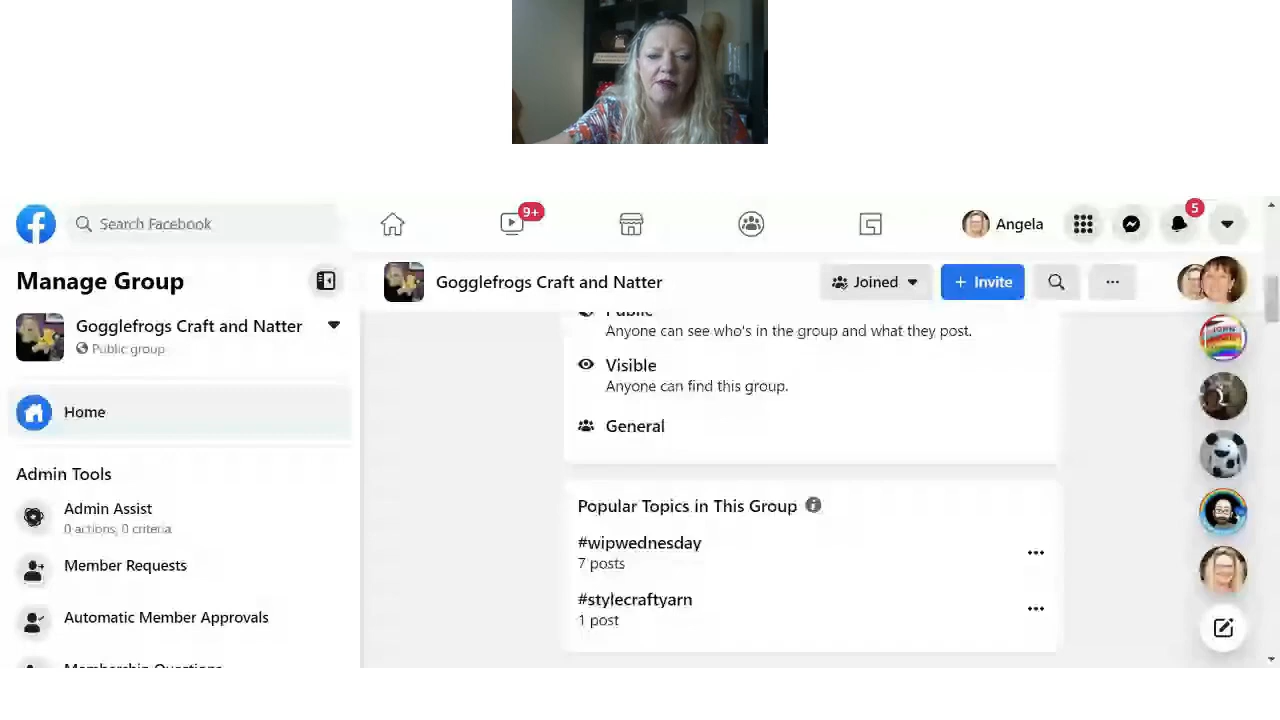 9+
5
Search Facebook
Angela
Manage Group
Gogglefrogs Craft and Natter
Joined
+ Invite
Gogglefrogs Craft and Natter
Public group
Public
Anyone can see who's in the group and what they post.
Visible
Anyone can find this group.
Home
General
Admin Tools
Admin Assist
0 actions, 0 criteria
Popular Topics in This Group
#wipwednesday
7 posts
Member Requests
#stylecraftyarn
1 post
Automatic Member Approvals
Membership Questions